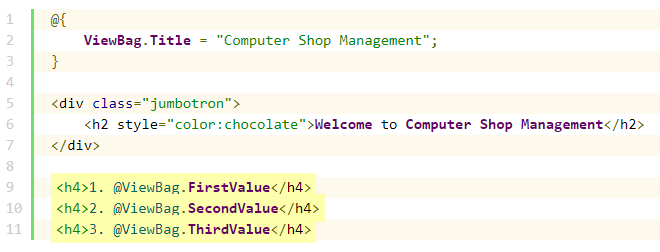 1 @{
2 ViewBag.Title = "Computer Shop Management";
3 }
4
5 <div class="jumbotron">
6 <h2 style="color:chocolate">Welcome to Computer Shop Management</h2>
7 </div>
8
9 <h4>1. @ViewBag.FirstValue</h4>
10 <h4>2. @ViewBag.SecondValue</h4>
11 <h4>3. @ViewBag.ThirdValue</h4>